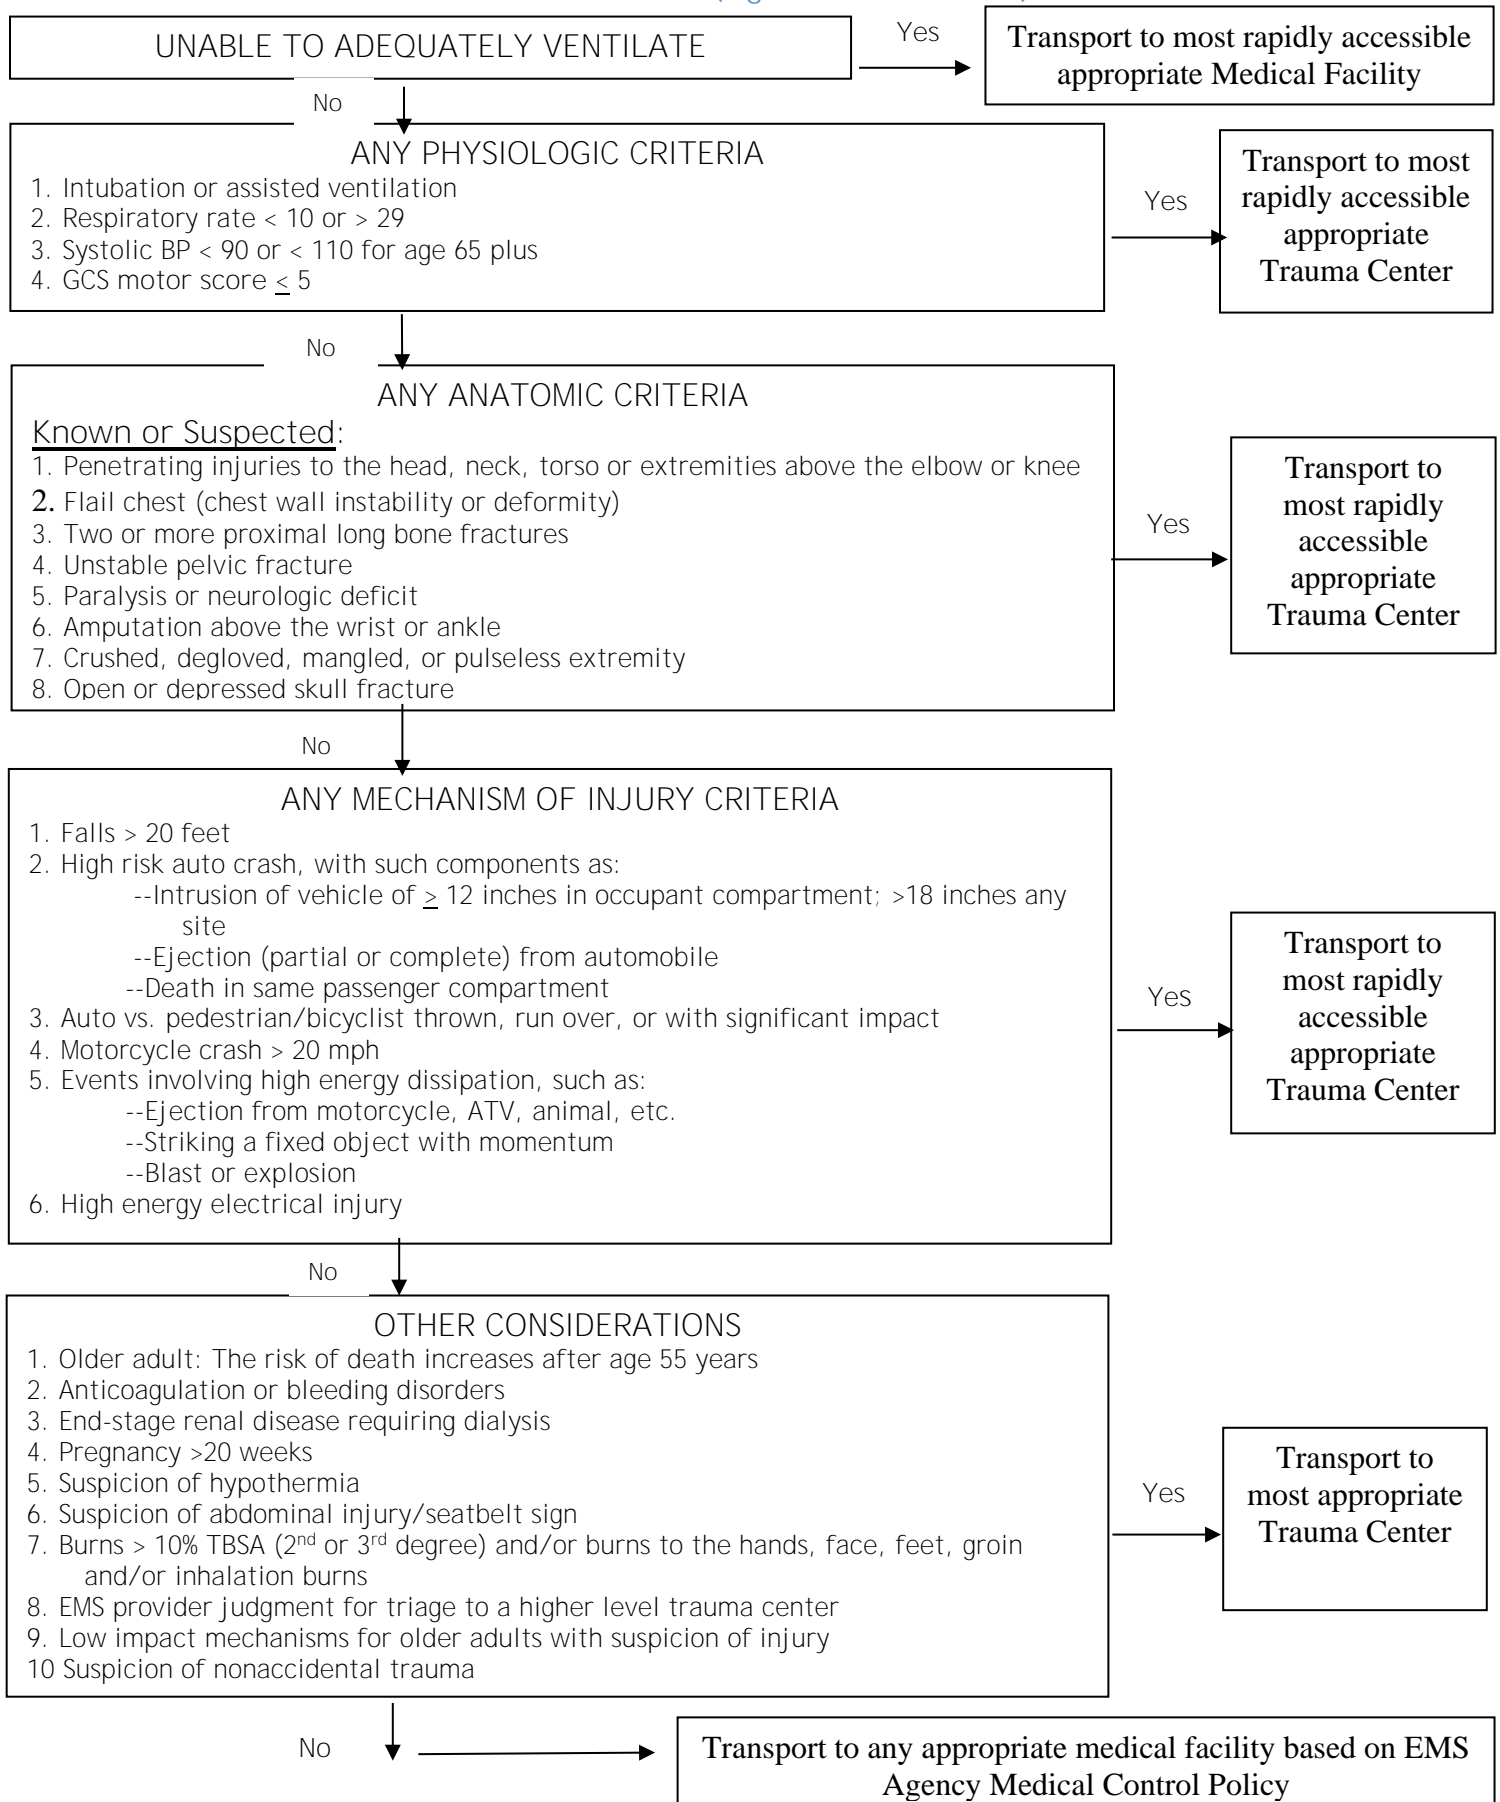 UNABLE TO ADEQUATELY VENTILATE
Yes
Transport to most rapidly accessible
appropriate Medical Facility
No
ANY PHYSIOLOGIC CRITERIA
1. Intubation or assisted ventilation
2. Respiratory rate < 10 or > 29
3. Systolic BP < 90 or < 110 for age 65 plus
4. GCS motor score ≤ 5
Yes
Transport to most
rapidly accessible
appropriate
Trauma Center
No
ANY ANATOMIC CRITERIA
Known or Suspected:
1. Penetrating injuries to the head, neck, torso or extremities above the elbow or knee
2. Flail chest (chest wall instability or deformity)
3. Two or more proximal long bone fractures
4. Unstable pelvic fracture
5. Paralysis or neurologic deficit
6. Amputation above the wrist or ankle
7. Crushed, degloved, mangled, or pulseless extremity
8. Open or depressed skull fracture
Yes
Transport to
most rapidly
accessible
appropriate
Trauma Center
No
ANY MECHANISM OF INJURY CRITERIA
1. Falls > 20 feet
2. High risk auto crash, with such components as:
--Intrusion of vehicle of ≥ 12 inches in occupant compartment; >18 inches any
site
--Ejection (partial or complete) from automobile
--Death in same passenger compartment
3. Auto vs. pedestrian/bicyclist thrown, run over, or with significant impact
4. Motorcycle crash > 20 mph
5. Events involving high energy dissipation, such as:
--Ejection from motorcycle, ATV, animal, etc.
--Striking a fixed object with momentum
--Blast or explosion
6. High energy electrical injury
Yes
Transport to
most rapidly
accessible
appropriate
Trauma Center
No
OTHER CONSIDERATIONS
1. Older adult: The risk of death increases after age 55 years
2. Anticoagulation or bleeding disorders
3. End-stage renal disease requiring dialysis
4. Pregnancy >20 weeks
5. Suspicion of hypothermia
6. Suspicion of abdominal injury/seatbelt sign
7. Burns > 10% TBSA (2nd or 3rd degree) and/or burns to the hands, face, feet, groin
and/or inhalation burns
8. EMS provider judgment for triage to a higher level trauma center
9. Low impact mechanisms for older adults with suspicion of injury
10 Suspicion of nonaccidental trauma
Yes
Transport to
most appropriate
Trauma Center
No
Transport to any appropriate medical facility based on EMS
Agency Medical Control Policy